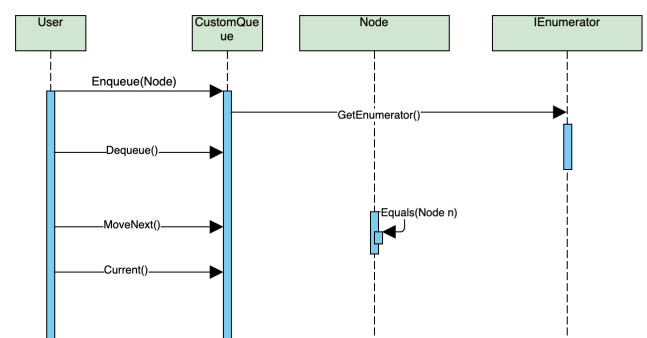 User
CustomQue
ue
Node
IEnumerator
Enqueue(Node)
GetEnumerator()
Dequeue()
Equals(Node n)
MoveNext()
Current()